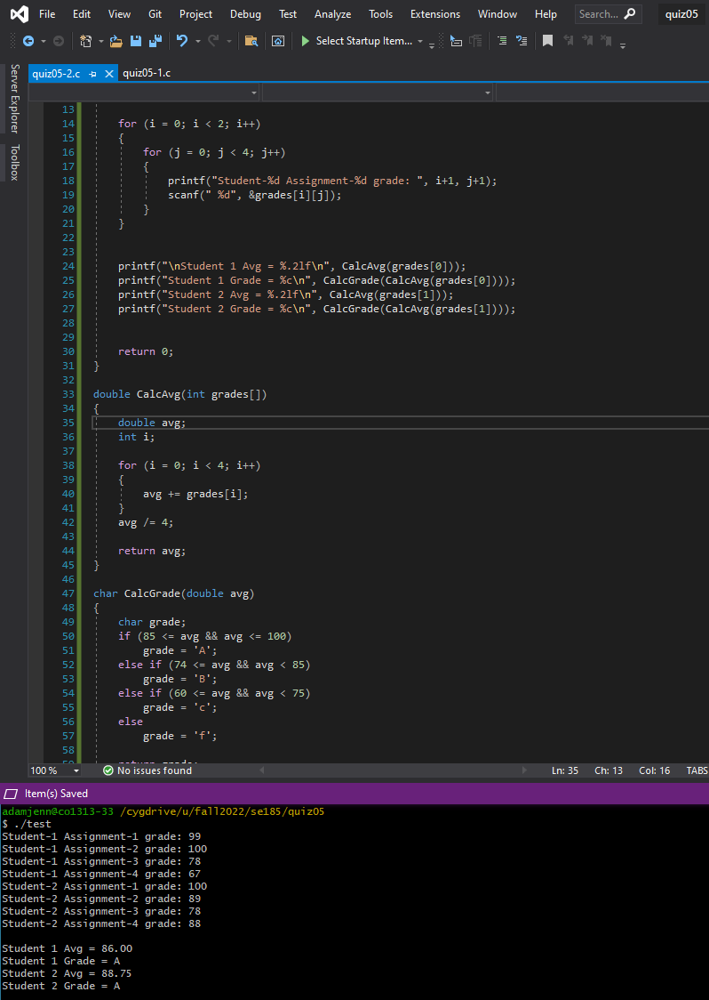 File Edit View Git Project Debug Test Analyze Tools Extensions Window Help Search... quiz05
Select Startup Item...
Server Explorer
Toolbox
quiz05-2.c quiz05-1.c
13
14 for (i = 0; i < 2; i++)
15 {
16 for (j = 0; j < 4; j++)
17 {
18 printf("Student-%d Assignment-%d grade: ", i+1, j+1);
19 scanf(" %d", &grades[i][j]);
20 }
21 }
22
23
24 printf("\nStudent 1 Avg = %.2lf\n", CalcAvg(grades[0]));
25 printf("Student 1 Grade = %c\n", CalcGrade(CalcAvg(grades[0])));
26 printf("Student 2 Avg = %.2lf\n", CalcAvg(grades[1]));
27 printf("Student 2 Grade = %c\n", CalcGrade(CalcAvg(grades[1])));
28
29
30 return 0;
31 }
32
33 double CalcAvg(int grades[])
34 {
35 double avg;
36 int i;
37
38 for (i = 0; i < 4; i++)
39 {
40 avg += grades[i];
41 }
42 avg /= 4;
43
44 return avg;
45 }
46
47 char CalcGrade(double avg)
48 {
49 char grade;
50 if (85 <= avg && avg <= 100)
51 grade = 'A';
52 else if (74 <= avg && avg < 85)
53 grade = 'B';
54 else if (60 <= avg && avg < 75)
55 grade = 'c';
56 else
57 grade = 'f';
58
59 return grade;
100 % No issues found Ln: 35 Ch: 13 Col: 16 TABS
Item(s) Saved
adamjenn@co1313-33 /cygdrive/u/fall2022/se185/quiz05
$ ./test
Student-1 Assignment-1 grade: 99
Student-1 Assignment-2 grade: 100
Student-1 Assignment-3 grade: 78
Student-1 Assignment-4 grade: 67
Student-2 Assignment-1 grade: 100
Student-2 Assignment-2 grade: 89
Student-2 Assignment-3 grade: 78
Student-2 Assignment-4 grade: 88

Student 1 Avg = 86.00
Student 1 Grade = A
Student 2 Avg = 88.75
Student 2 Grade = A